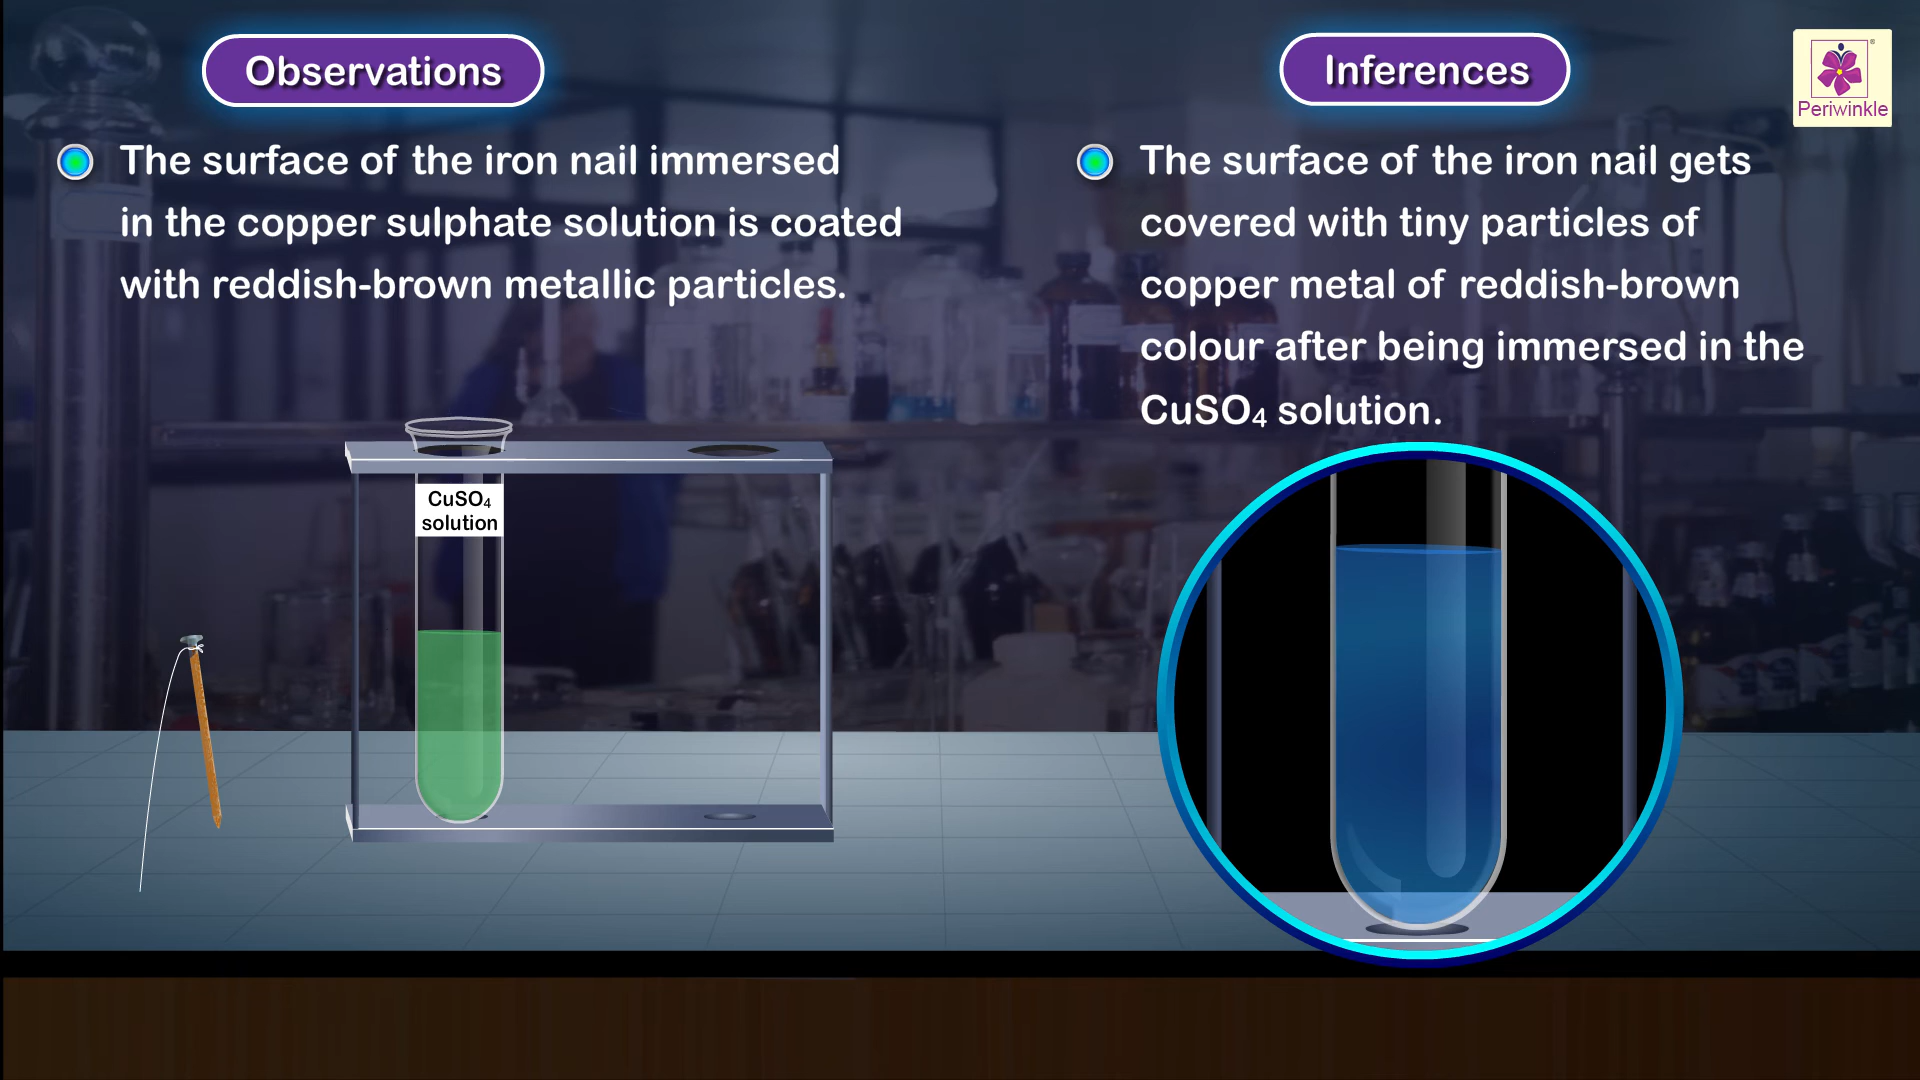 Observations
The surface of the iron nail immersed
in the copper sulphate solution is coated
with reddish-brown metallic particles.
Inferences
The surface of the iron nail gets
covered with tiny particles of
copper metal of reddish-brown
colour after being immersed in the
CuSO₄ solution.
CuSO₄
solution
Periwinkle